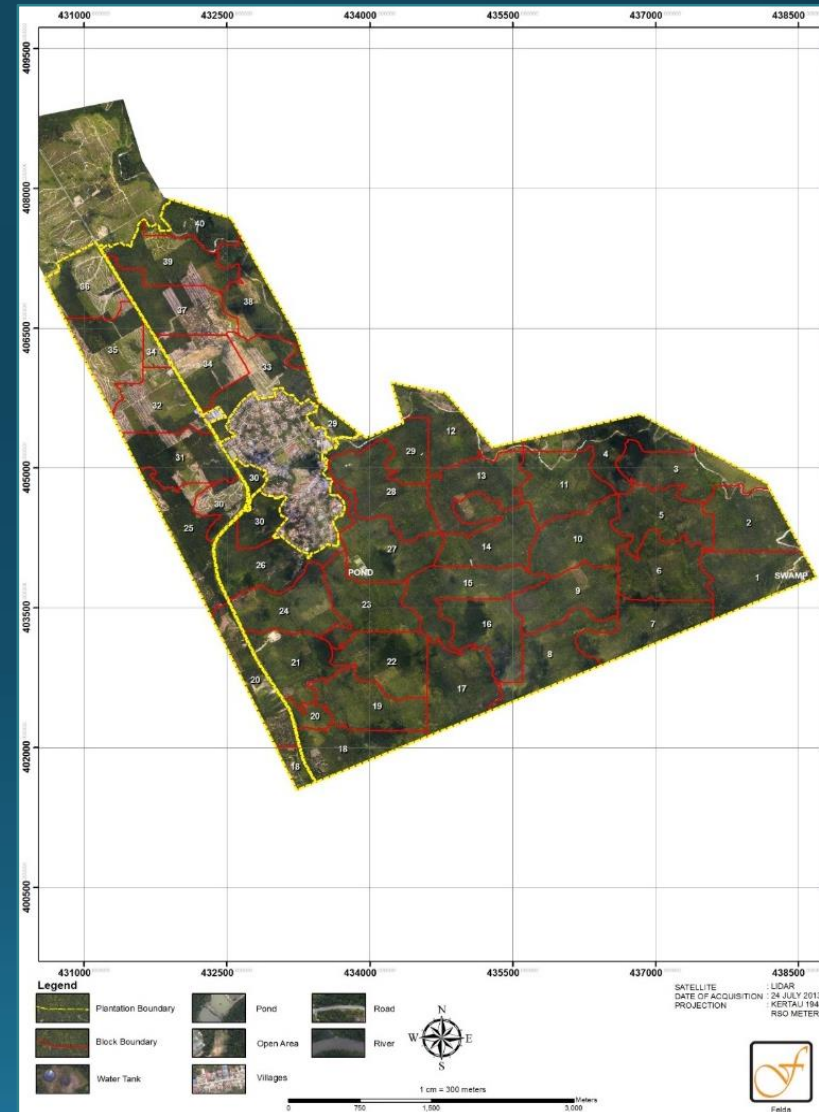 431000 432500 434000 435500 437000 438500
409500
408000
406500
405000
403500
402000
400500
40
39
36
38
37
35
34
34
33
32
29
12
29
31
13
4
3
30
28
11
30
5
2
25
30
10
27
14
26
POND
6
15
1
SWAMP
9
23
24
16
7
8
22
21
20
17
19
20
18
18
431000 432500 434000 435500 437000 438500
Legend
Plantation Boundary
Block Boundary
Water Tank
Pond
Open Area
Villages
Road
River
N
W E
S
1 cm = 300 meters
0 750 1,500 3,000 Meters
SATELLITE : LIDAR
DATE OF ACQUISITION : 24 JULY 2013
PROJECTION : KERTAU 194
RSO METER
Felda